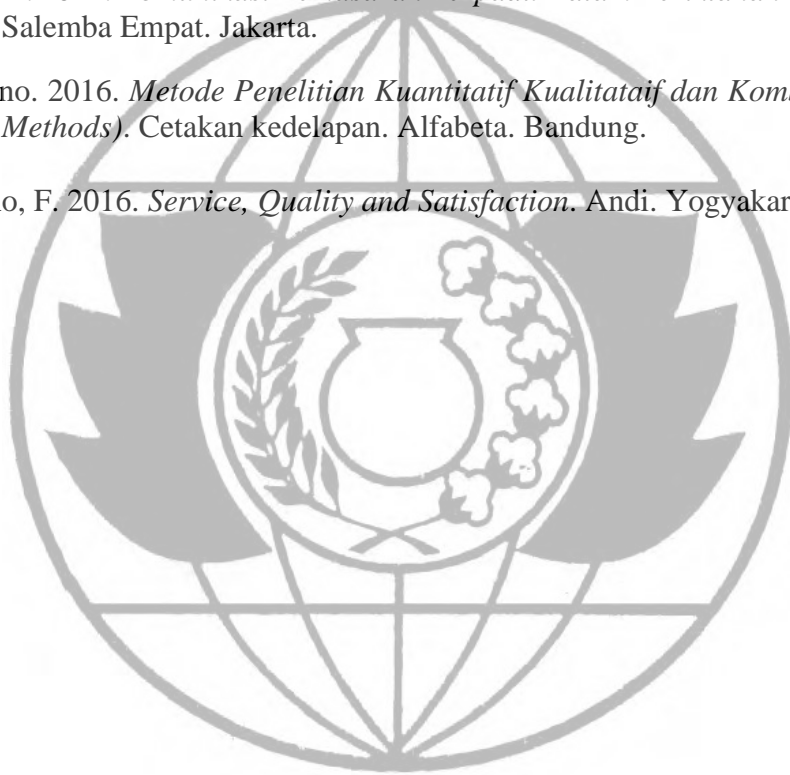 Salemba Empat. Jakarta.
no. 2016. Metode Penelitian Kuantitatif Kualitataif dan Kom
Methods). Cetakan kedelapan. Alfabeta. Bandung.
o, F. 2016. Service, Quality and Satisfaction. Andi. Yogyakar